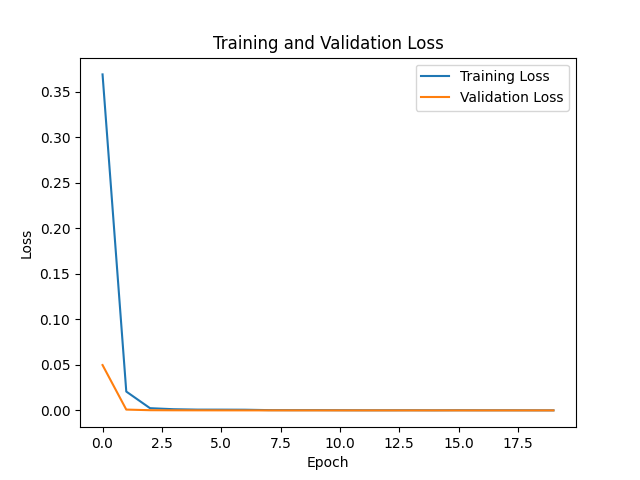 Training and Validation Loss
Training Loss
Validation Loss
0.35
0.30
0.25
0.20
0.15
0.10
0.05
0.00
Loss
0.0 2.5 5.0 7.5 10.0 12.5 15.0 17.5
Epoch